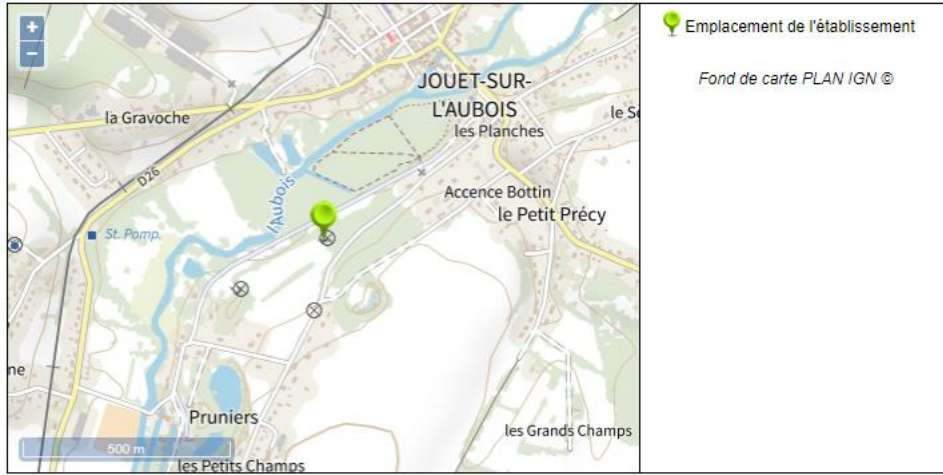 +
−
JOUET-SUR-
L'AUBOIS
la Gravoche
les Planches
D26
l'Aubois
Accence Bottin
le Petit Précy
St. Pomp.
Pruniers
les Grands Champs
500 m
les Petits Champs
Emplacement de l'établissement
Fond de carte PLAN IGN ©